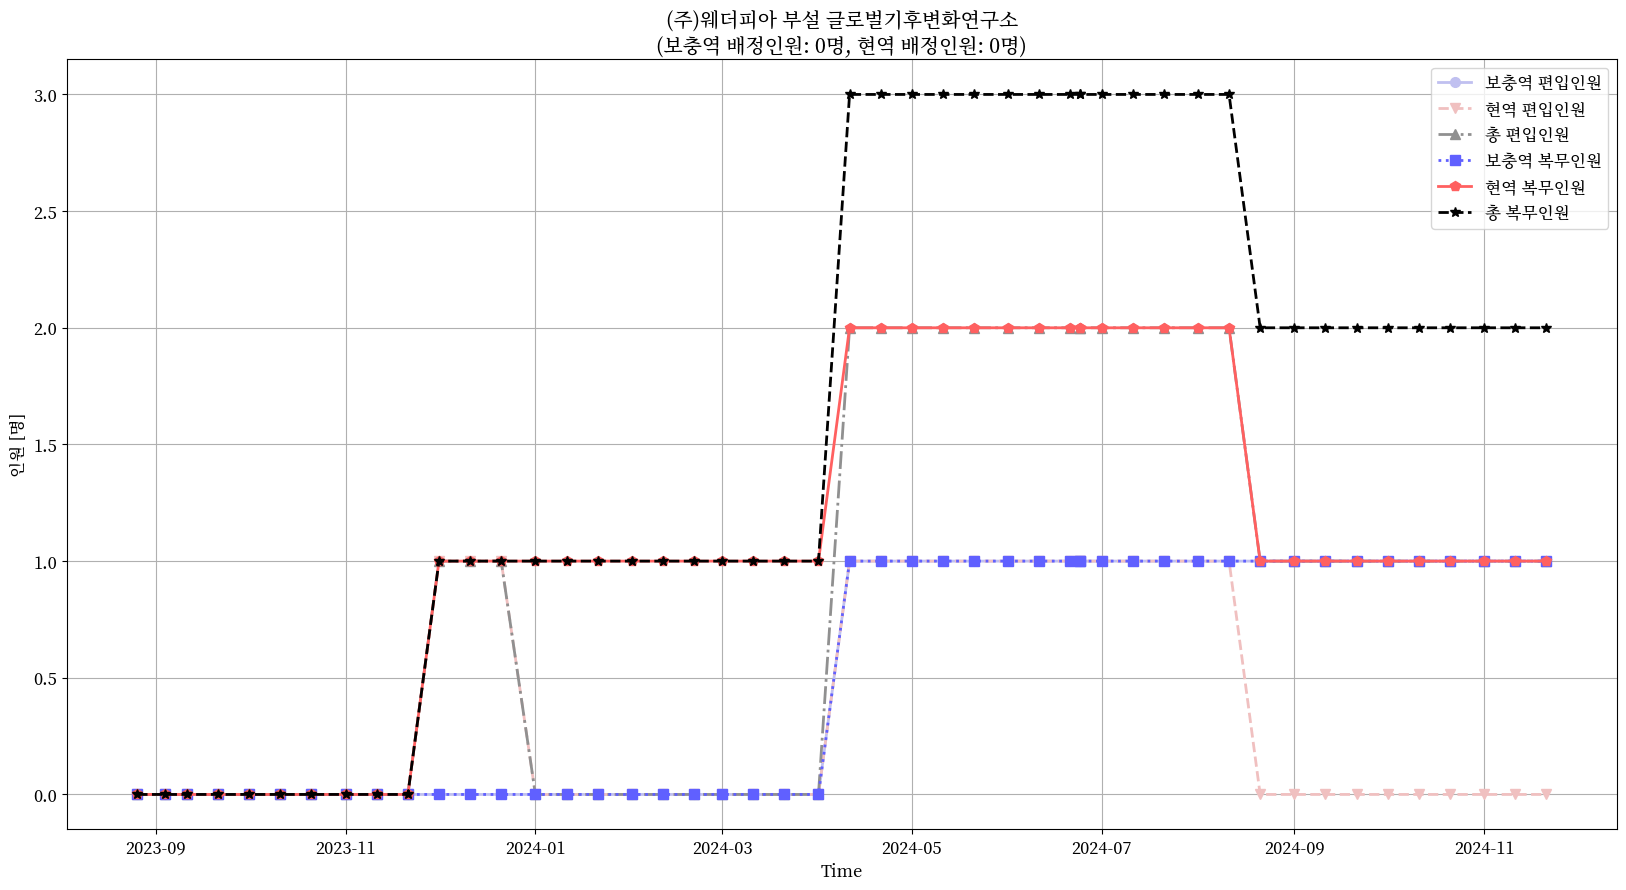 (주)웨더피아 부설 글로벌기후변화연구소
(보충역 배정인원: 0명, 현역 배정인원: 0명)
보충역 편입인원
현역 편입인원
총 편입인원
보충역 복무인원
현역 복무인원
총 복무인원
인원 [명]
3.0
2.5
2.0
1.5
1.0
0.5
0.0
2023-09
2023-11
2024-01
2024-03
2024-05
2024-07
2024-09
2024-11
Time